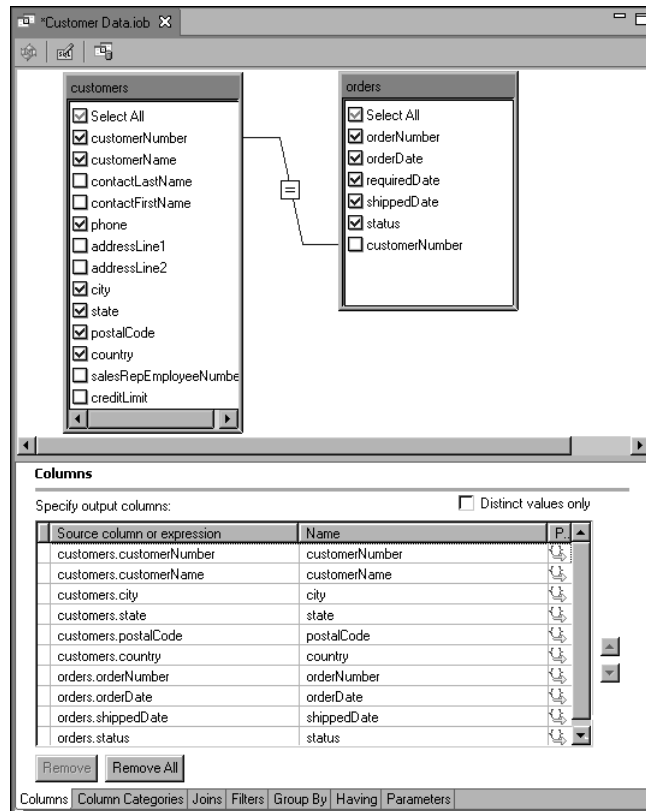 *Customer Data.iob
customers
Select All
customerNumber
customerName
contactLastName
contactFirstName
phone
addressLine1
addressLine2
city
state
postalCode
country
salesRepEmployeeNumbe
creditLimit
orders
Select All
orderNumber
orderDate
requiredDate
shippedDate
status
customerNumber
=
Columns
Specify output columns:
Distinct values only
Source column or expression Name P..
customers.customerNumber customerNumber
customers.customerName customerName
customers.city city
customers.state state
customers.postalCode postalCode
customers.country country
orders.orderNumber orderNumber
orders.orderDate orderDate
orders.shippedDate shippedDate
orders.status status
Remove Remove All
Columns Column Categories Joins Filters Group By Having Parameters